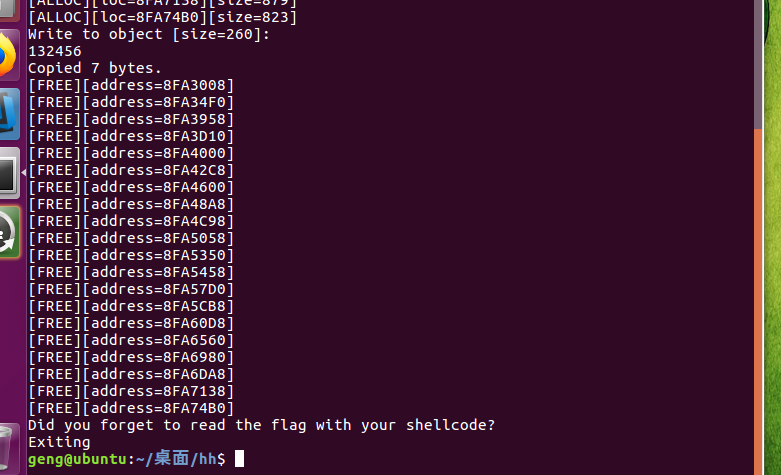 [ALLOC][loc=8FA7138][size=879]
[ALLOC][loc=8FA74B0][size=823]
Write to object [size=260]:
132456
Copied 7 bytes.
[FREE][address=8FA3008]
[FREE][address=8FA34F0]
[FREE][address=8FA3958]
[FREE][address=8FA3D10]
[FREE][address=8FA4000]
[FREE][address=8FA42C8]
[FREE][address=8FA4600]
[FREE][address=8FA48A8]
[FREE][address=8FA4C98]
[FREE][address=8FA5058]
[FREE][address=8FA5350]
[FREE][address=8FA5458]
[FREE][address=8FA57D0]
[FREE][address=8FA5CB8]
[FREE][address=8FA60D8]
[FREE][address=8FA6560]
[FREE][address=8FA6980]
[FREE][address=8FA6DA8]
[FREE][address=8FA7138]
[FREE][address=8FA74B0]
Did you forget to read the flag with your shellcode?
Exiting
geng@ubuntu:~/桌面/hh$